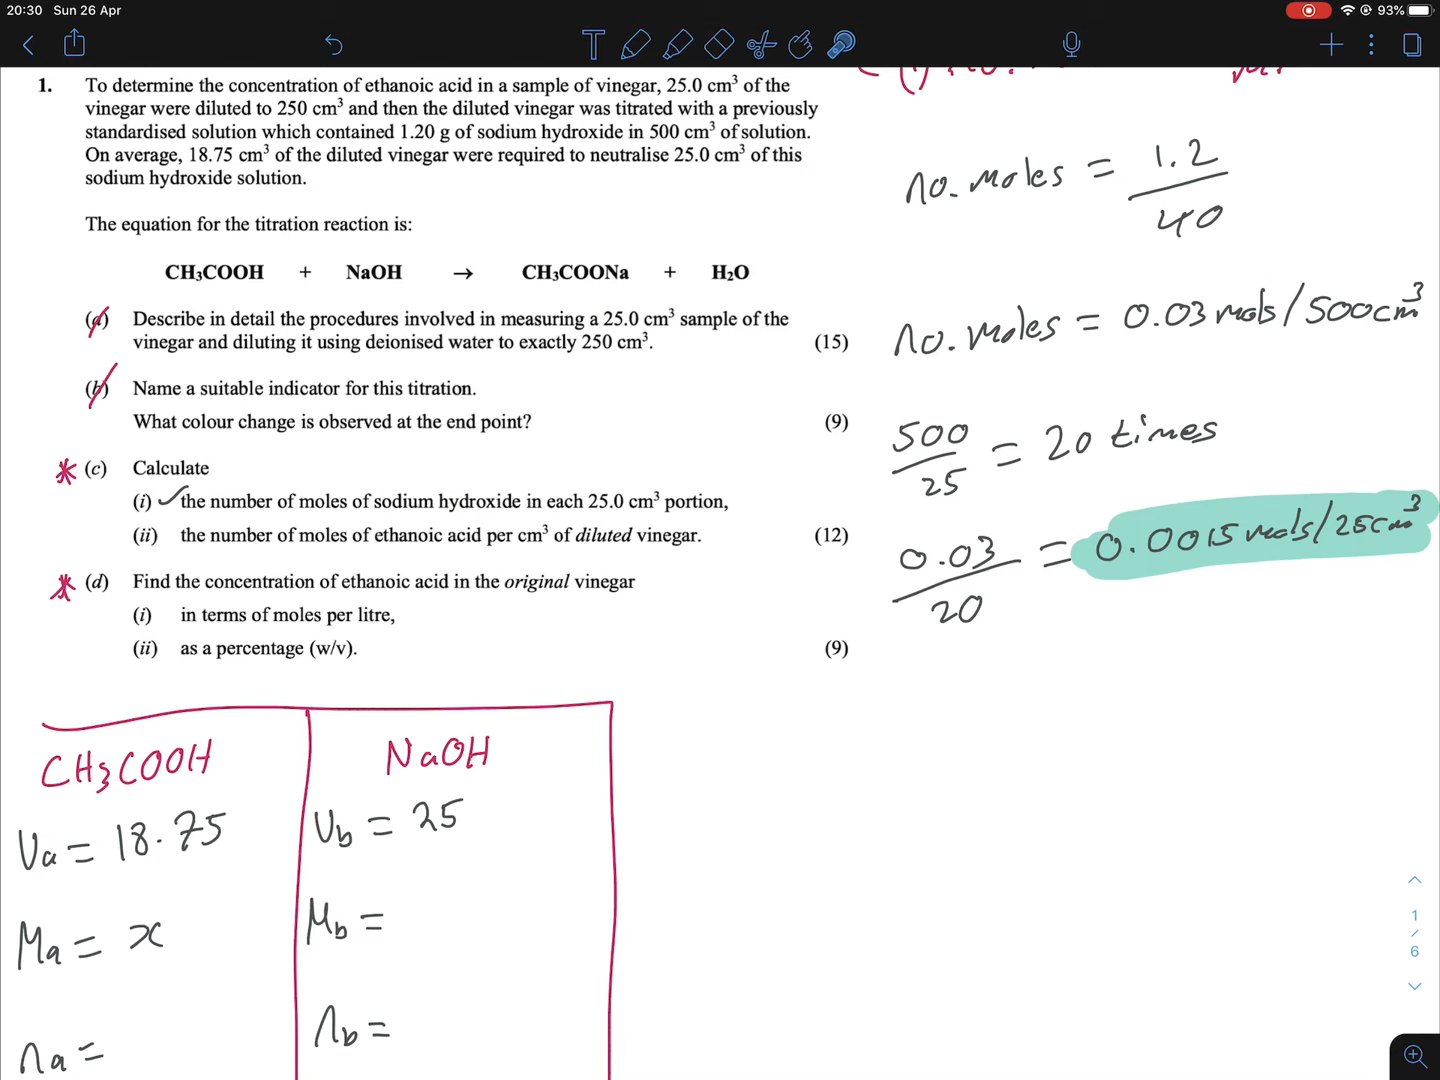 20:30 Sun 26 Apr
93%
1. To determine the concentration of ethanoic acid in a sample of vinegar, 25.0 cm³ of the
vinegar were diluted to 250 cm³ and then the diluted vinegar was titrated with a previously
standardised solution which contained 1.20 g of sodium hydroxide in 500 cm³ of solution.
On average, 18.75 cm³ of the diluted vinegar were required to neutralise 25.0 cm³ of this
sodium hydroxide solution.
The equation for the titration reaction is:
CH₃COOH + NaOH → CH₃COONa + H₂O
(a) Describe in detail the procedures involved in measuring a 25.0 cm³ sample of the
vinegar and diluting it using deionised water to exactly 250 cm³. (15)
(b) Name a suitable indicator for this titration.
What colour change is observed at the end point? (9)
* (c) Calculate
(i) ✓ the number of moles of sodium hydroxide in each 25.0 cm³ portion,
(ii) the number of moles of ethanoic acid per cm³ of diluted vinegar. (12)
* (d) Find the concentration of ethanoic acid in the original vinegar
(i) in terms of moles per litre,
(ii) as a percentage (w/v). (9)
no. moles = 1.2 / 40
no. moles = 0.03 mols/500cm³
500 / 25 = 20 times
0.03 / 20 = 0.0015 mols/25cm³
CH₃COOH NaOH
Va = 18.75 Vb = 25
Ma = x Mb =
na = nb =
1
/
6